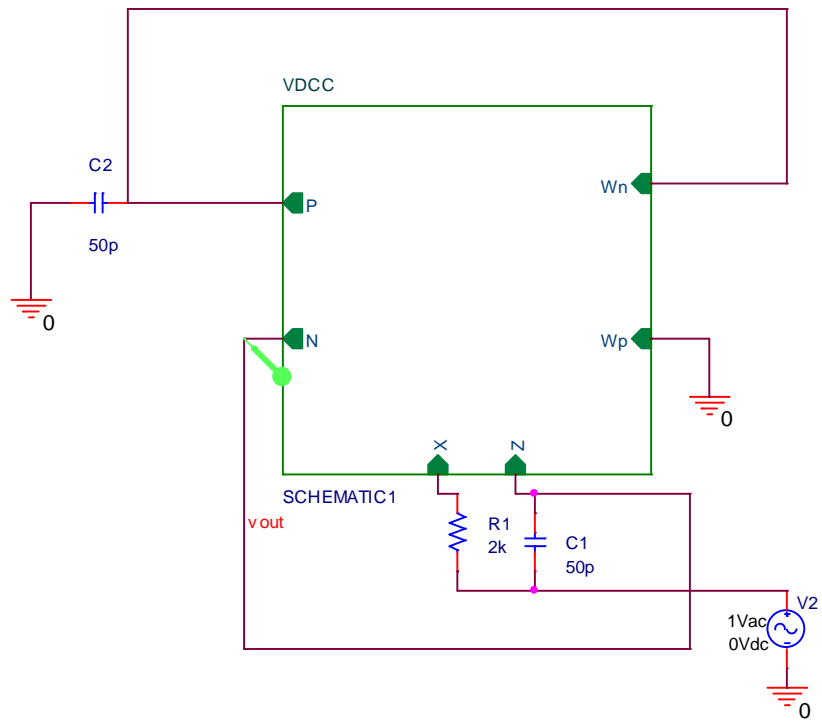 VDCC
C2
Wn
P
50p
0
N
Wp
0
X
Z
SCHEMATIC1
vout
R1
2k
C1
50p
V2
1Vac
0Vdc
0